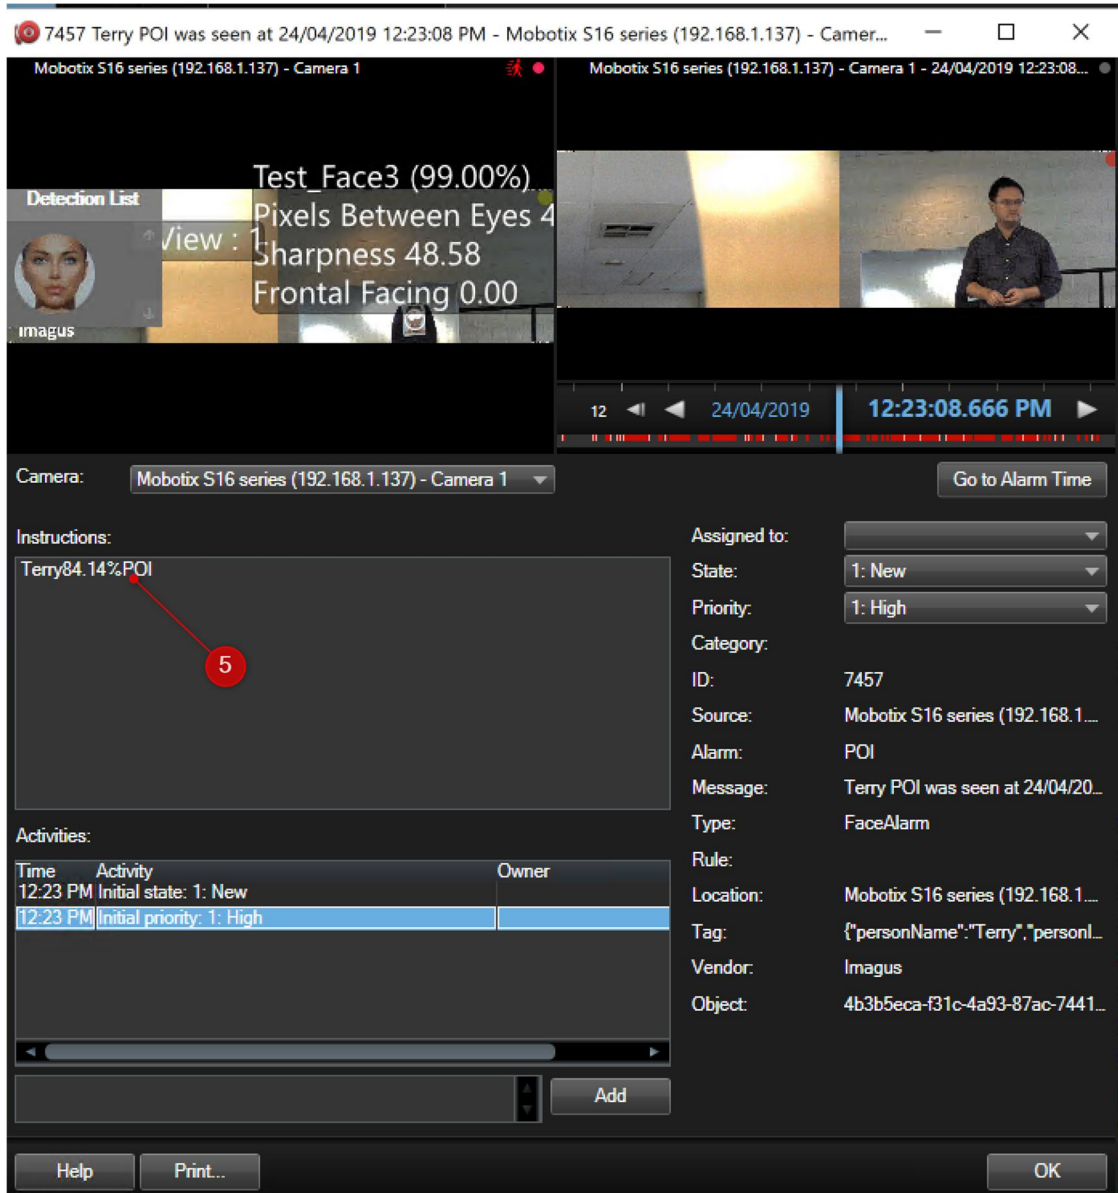 7457 Terry POI was seen at 24/04/2019 12:23:08 PM - Mobotix S16 series (192.168.1.137) - Camer...
Mobotix S16 series (192.168.1.137) - Camera 1
Mobotix S16 series (192.168.1.137) - Camera 1 - 24/04/2019 12:23:08...
Detection List
View : 1
Imagus
Test_Face3 (99.00%)
Pixels Between Eyes 4
Sharpness 48.58
Frontal Facing 0.00
12 24/04/2019 12:23:08.666 PM
Camera: Mobotix S16 series (192.168.1.137) - Camera 1
Go to Alarm Time
Instructions:
Terry84.14%POI
5
Activities:
Time Activity Owner
12:23 PM Initial state: 1: New
12:23 PM Initial priority: 1: High
Add
Assigned to:
State: 1: New
Priority: 1: High
Category:
ID: 7457
Source: Mobotix S16 series (192.168.1....
Alarm: POI
Message: Terry POI was seen at 24/04/20...
Type: FaceAlarm
Rule:
Location: Mobotix S16 series (192.168.1....
Tag: {"personName":"Terry","personI...
Vendor: Imagus
Object: 4b3b5eca-f31c-4a93-87ac-7441...
Help Print... OK